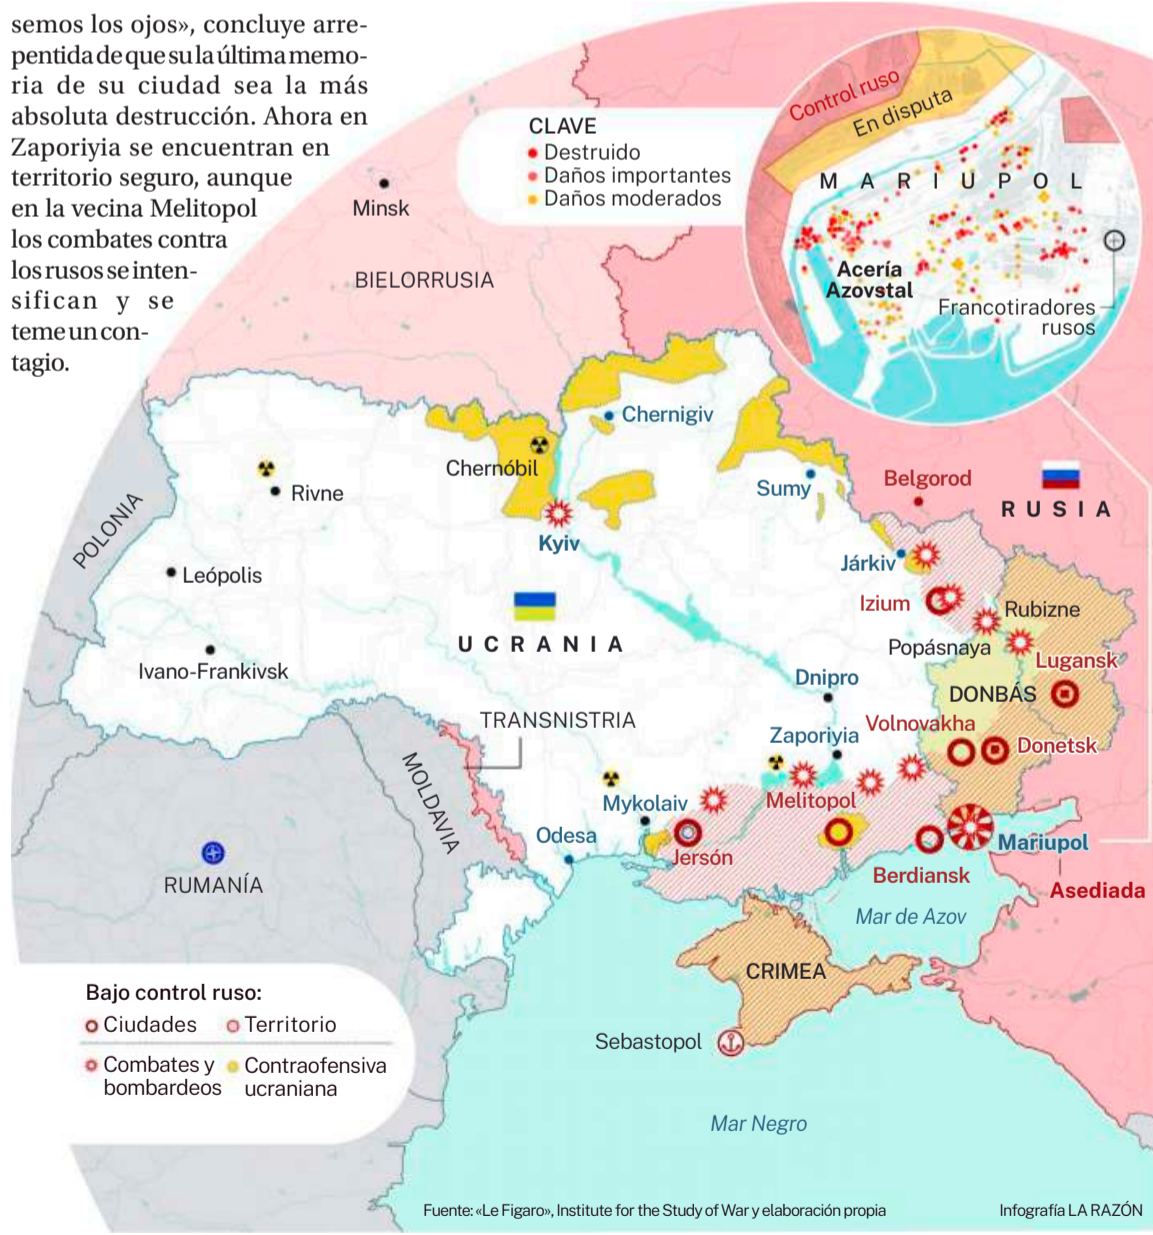 semos los ojos», concluye arre-
pentida de que su la última memo-
ria de su ciudad sea la más
absoluta destrucción. Ahora en
Zaporiyia se encuentran en
territorio seguro, aunque
en la vecina Melitopol
los combates contra
los rusos se inten-
sifican y se
teme un con-
tagio.
CLAVE
Destruido
Daños importantes
Daños moderados
Control ruso
En disputa
MARIUPOL
Acería
Azovstal
Francotiradores
rusos
Minsk
BIELORRUSIA
Chernigiv
Chernóbil
Rivne
Sumy
Belgorod
RUSIA
POLONIA
Kyiv
Járkiv
Leópolis
Izium
Rubizne
UCRANIA
Popásnaya
Ivano-Frankivsk
Lugansk
Dnipro
DONBÁS
TRANSNISTRIA
Volnovakha
Zaporiyia
Donetsk
MOLDAVIA
Mykolaiv
Melitopol
Odesa
Jersón
Mariupol
RUMANÍA
Berdiansk
Asediada
Mar de Azov
CRIMEA
Sebastopol
Mar Negro
Bajo control ruso:
Ciudades
Territorio
Combates y
bombardeos
Contraofensiva
ucraniana
Fuente: «Le Figaro», Institute for the Study of War y elaboración propia
Infografía LA RAZÓN